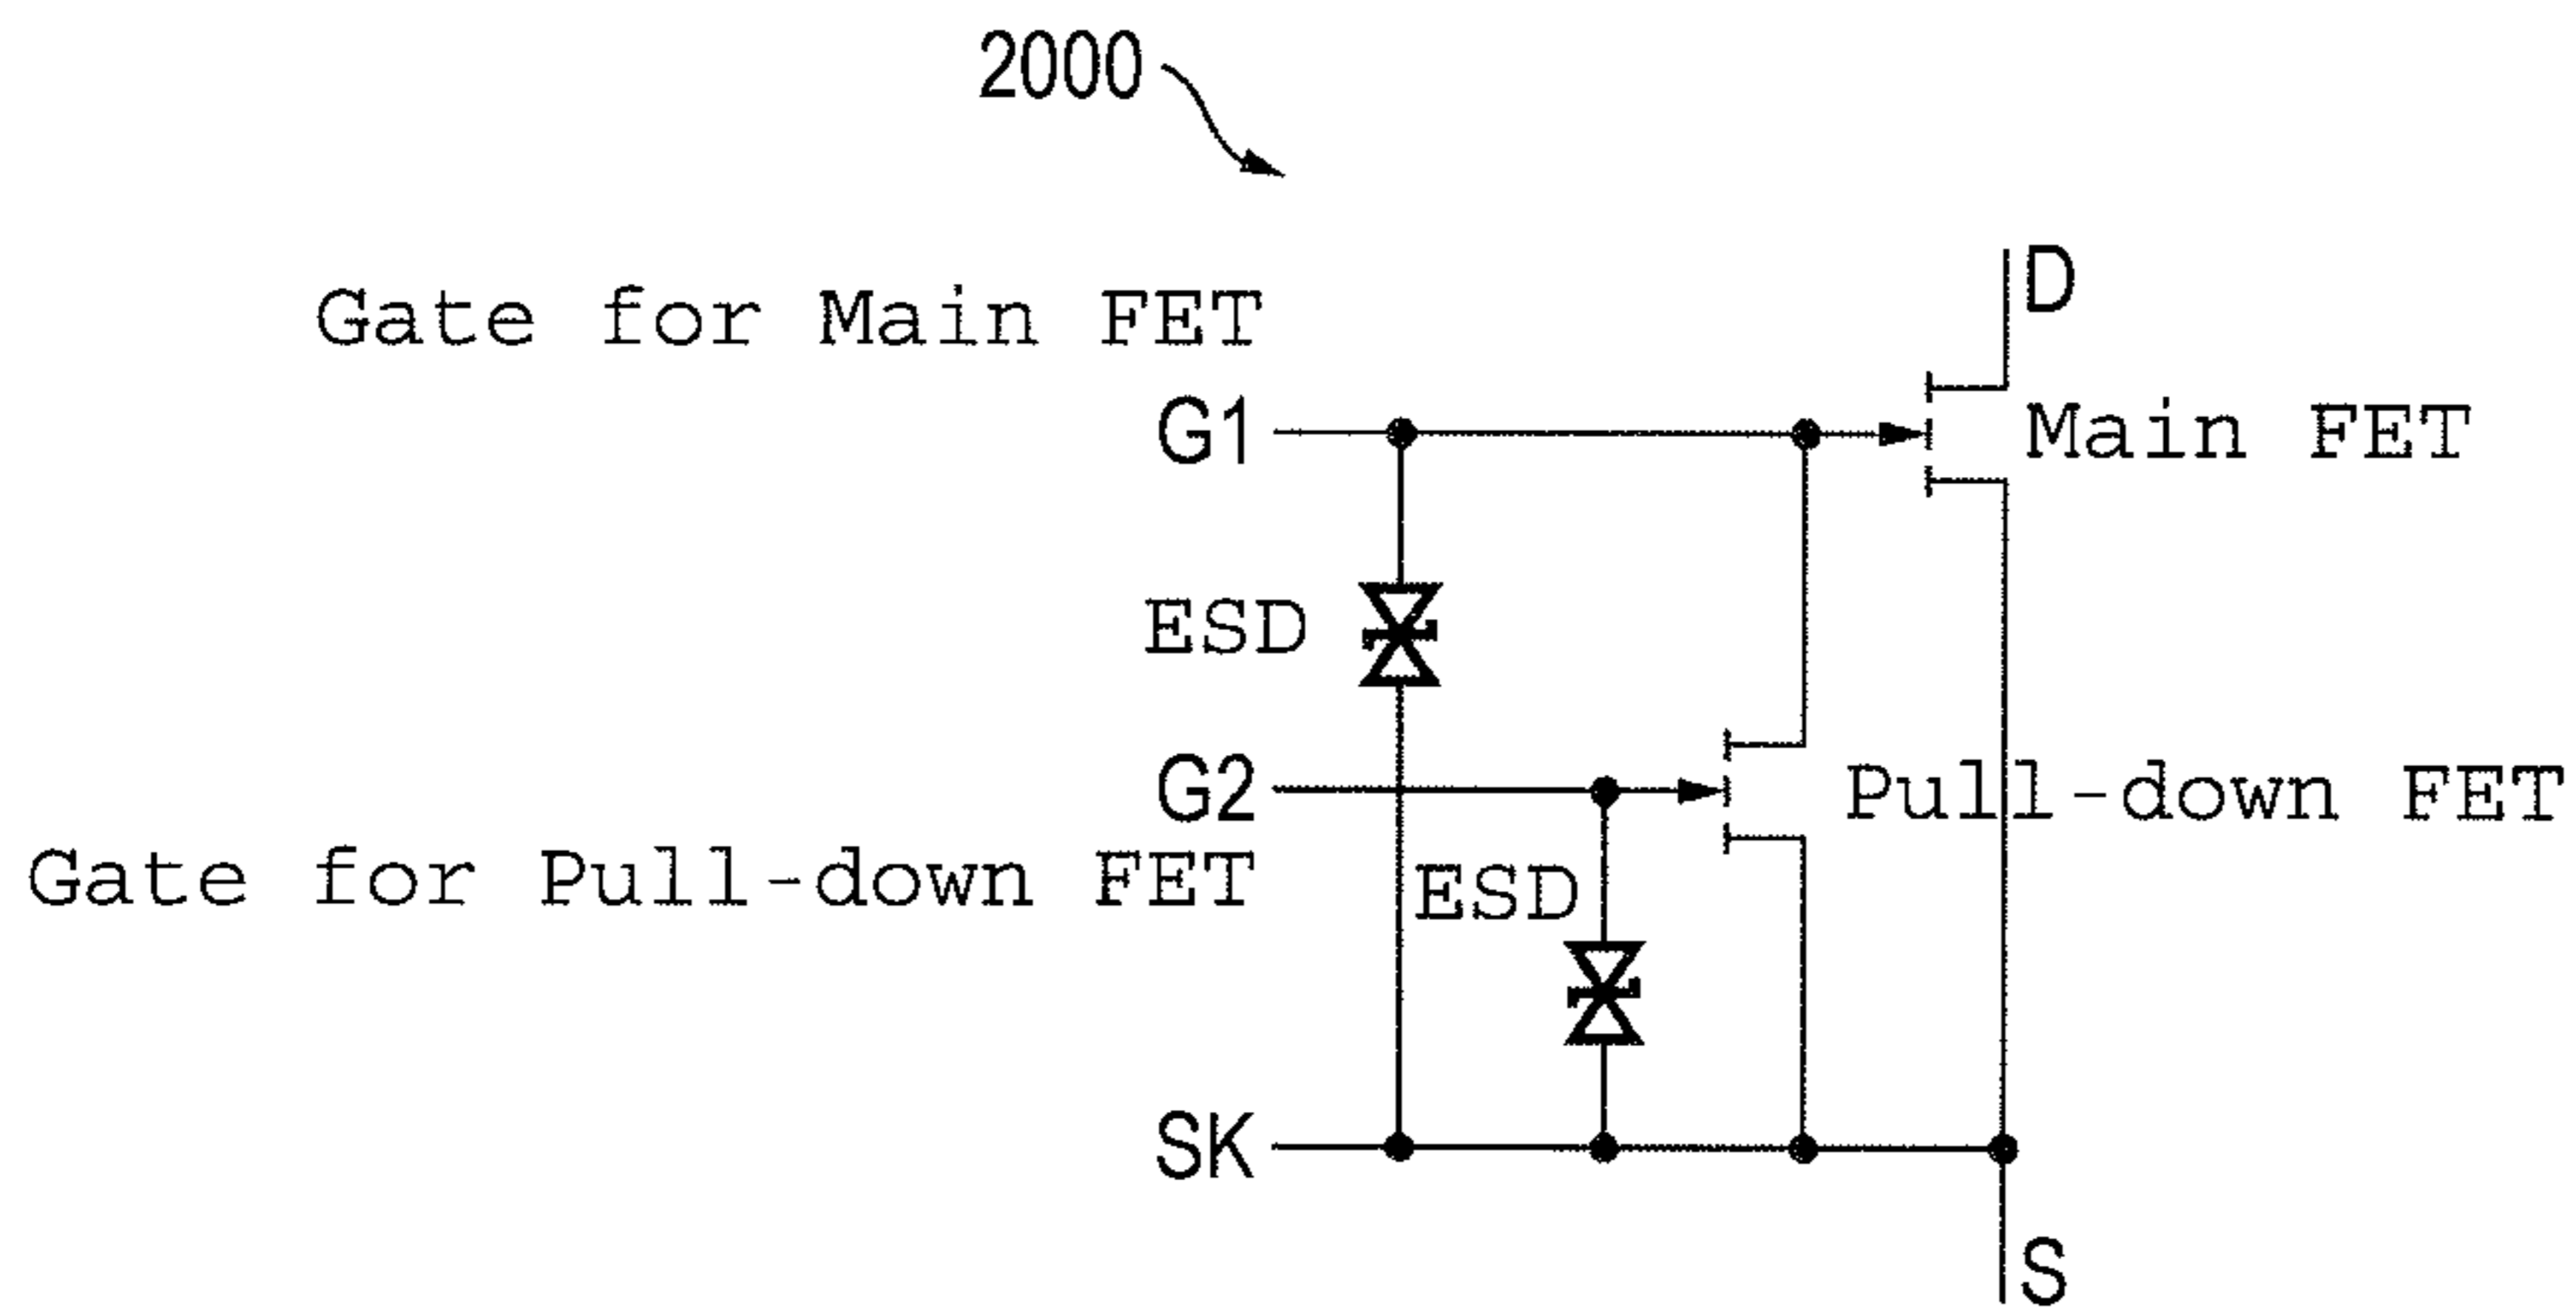 2000
D
Gate for Main FET
G1
Main FET
ESD
G2
Pull-down FET
Gate for Pull-down FET
ESD
SK
S